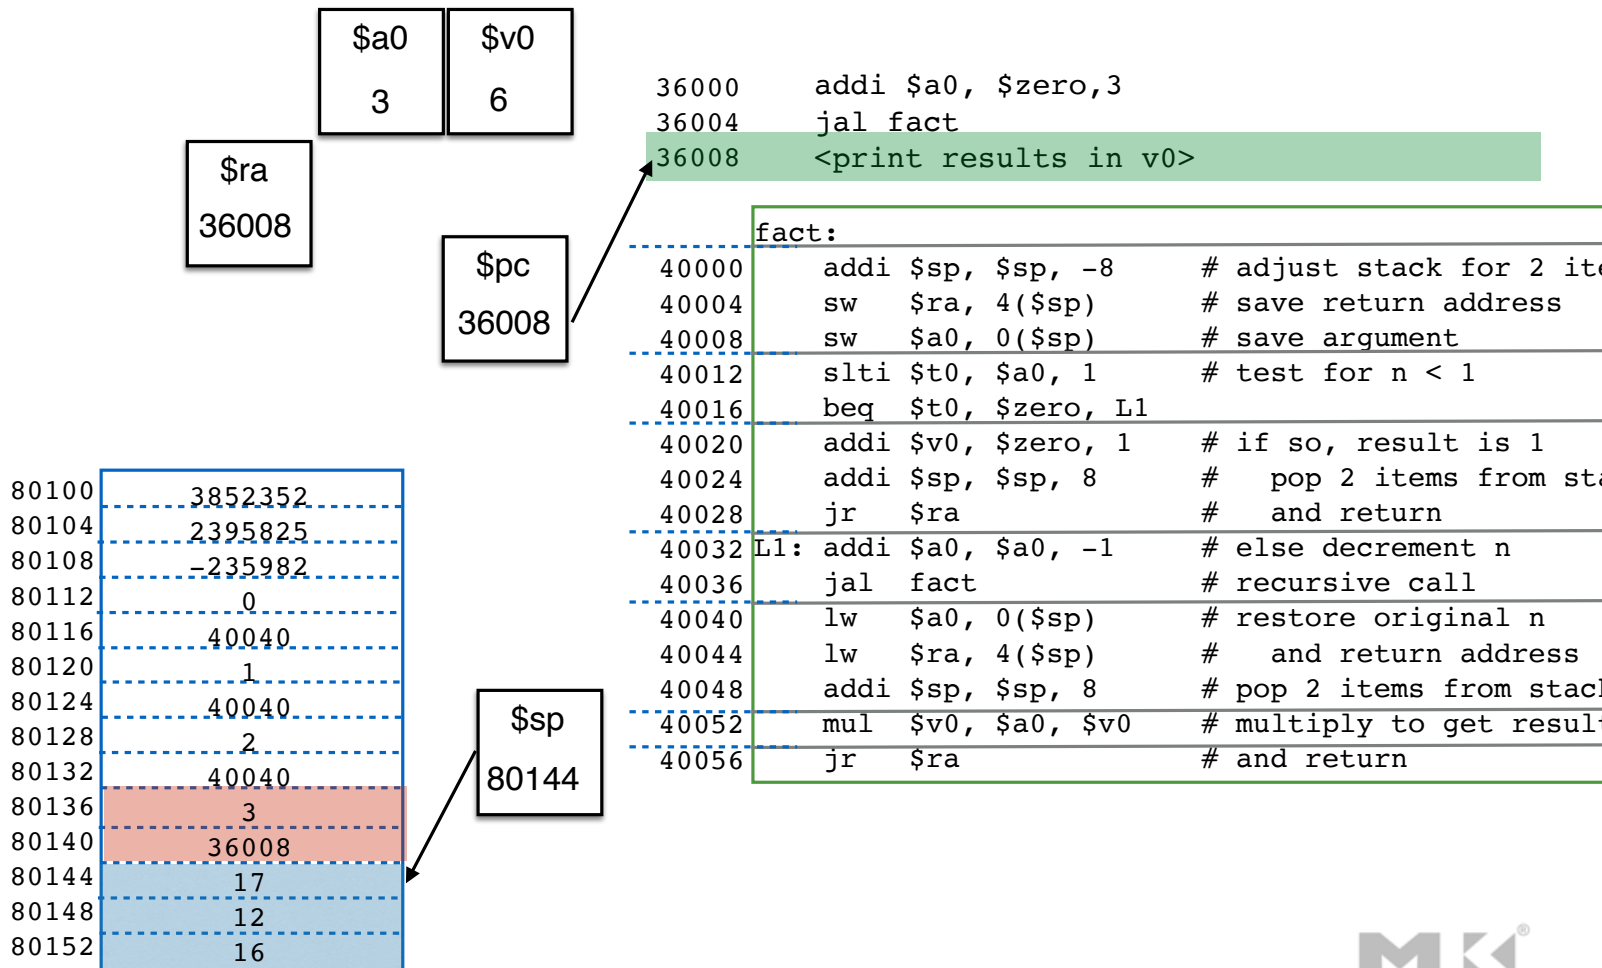 $a0
3
$v0
6
$ra
36008
$pc
36008
36000 addi $a0, $zero,3
36004 jal fact
36008 <print results in v0>
fact:
40000 addi $sp, $sp, -8 # adjust stack for 2 ite
40004 sw $ra, 4($sp) # save return address
40008 sw $a0, 0($sp) # save argument
40012 slti $t0, $a0, 1 # test for n < 1
40016 beq $t0, $zero, L1
40020 addi $v0, $zero, 1 # if so, result is 1
40024 addi $sp, $sp, 8 # pop 2 items from sta
40028 jr $ra # and return
40032 L1: addi $a0, $a0, -1 # else decrement n
40036 jal fact # recursive call
40040 lw $a0, 0($sp) # restore original n
40044 lw $ra, 4($sp) # and return address
40048 addi $sp, $sp, 8 # pop 2 items from stack
40052 mul $v0, $a0, $v0 # multiply to get result
40056 jr $ra # and return
80100 3852352
80104 2395825
80108 -235982
80112 0
80116 40040
80120 1
80124 40040
80128 2
80132 40040
80136 3
80140 36008
80144 17
80148 12
80152 16
$sp
80144
MK®